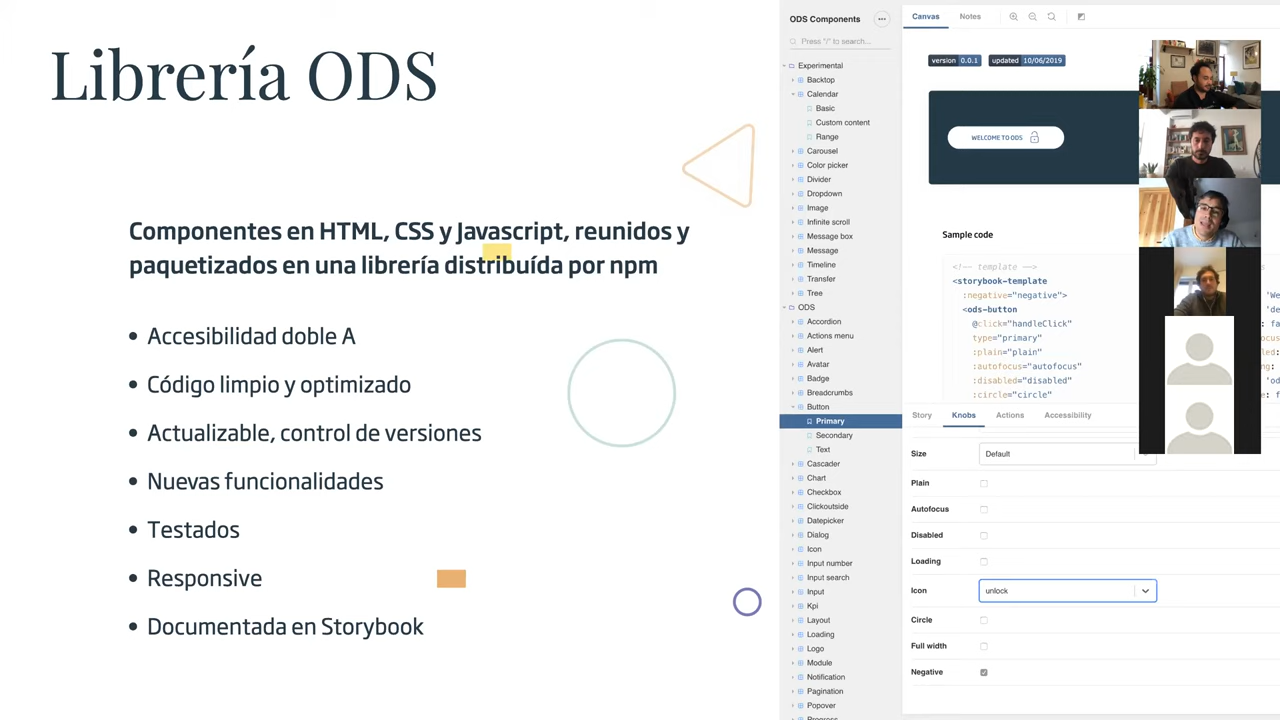 Librería ODS
Componentes en HTML, CSS y Javascript, reunidos y
paquetizados en una librería distribuída por npm
• Accesibilidad doble A
• Código limpio y optimizado
• Actualizable, control de versiones
• Nuevas funcionalidades
• Testados
• Responsive
• Documentada en Storybook
ODS Components
Press "/" to search...
Experimental
Backtop
Calendar
Basic
Custom content
Range
Carousel
Color picker
Divider
Dropdown
Image
Infinite scroll
Message box
Message
Timeline
Transfer
Tree
ODS
Accordion
Actions menu
Alert
Avatar
Badge
Breadcrumbs
Button
Primary
Secondary
Text
Cascader
Chart
Checkbox
Clickoutside
Datepicker
Dialog
Icon
Input number
Input search
Input
Kpi
Layout
Loading
Logo
Module
Notification
Pagination
Popover
Progress
Canvas Notes
version 0.0.1 updated 10/06/2019
WELCOME TO ODS
Sample code
<!-- template -->
<storybook-template
:negative="negative">
<ods-button
@click="handleClick"
type="primary"
:plain="plain"
:autofocus="autofocus"
:disabled="disabled"
:circle="circle"
Story Knobs Actions Accessibility
Size Default
Plain
Autofocus
Disabled
Loading
Icon unlock
Circle
Full width
Negative